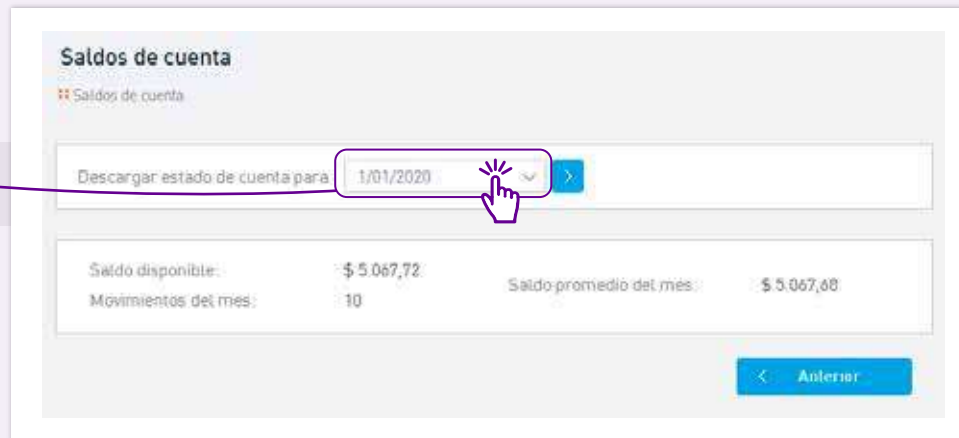 Saldos de cuenta
Saldos de cuenta
Descargar estado de cuenta para 1/01/2020
Saldo disponible: $ 5.067,72
Movimientos del mes: 10
Saldo promedio del mes: $ 5.067,68
< Anterior